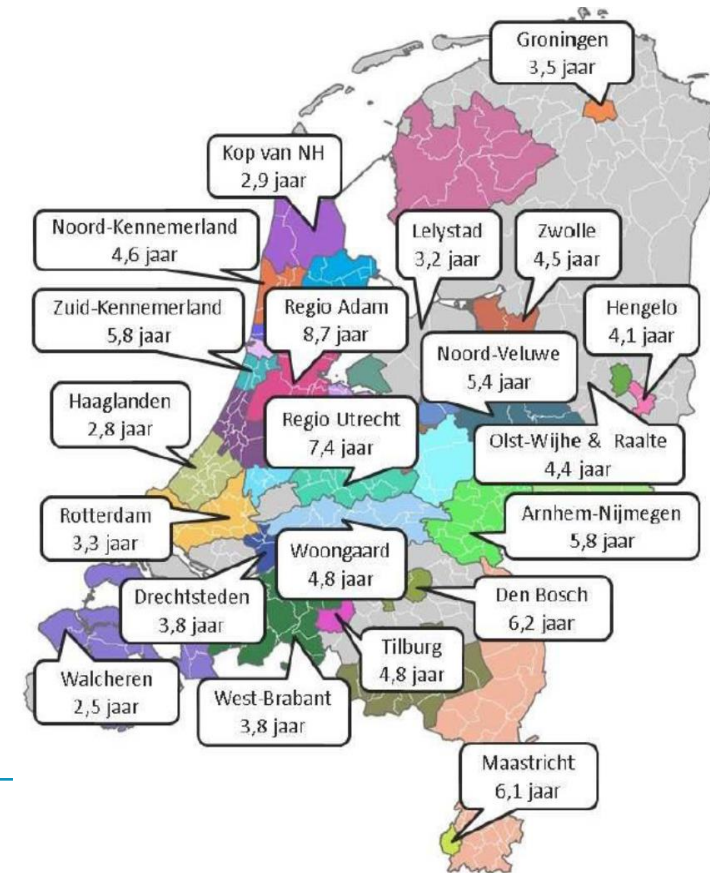 Groningen
3,5 jaar
Kop van NH
2,9 jaar
Noord-Kennemerland
4,6 jaar
Lelystad
3,2 jaar
Zwolle
4,5 jaar
Zuid-Kennemerland
5,8 jaar
Regio Adam
8,7 jaar
Hengelo
4,1 jaar
Noord-Veluwe
5,4 jaar
Haaglanden
2,8 jaar
Regio Utrecht
7,4 jaar
Olst-Wijhe & Raalte
4,4 jaar
Rotterdam
3,3 jaar
Arnhem-Nijmegen
5,8 jaar
Woongaard
4,8 jaar
Drechtsteden
3,8 jaar
Den Bosch
6,2 jaar
Tilburg
4,8 jaar
Walcheren
2,5 jaar
West-Brabant
3,8 jaar
Maastricht
6,1 jaar